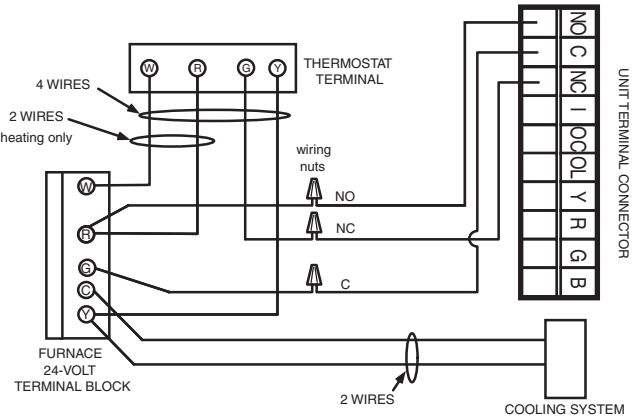 THERMOSTAT
TERMINAL
W
R
G
Y
4 WIRES
2 WIRES
heating only
wiring
nuts
NO
NC
C
W
R
G
C
Y
FURNACE
24-VOLT
TERMINAL BLOCK
2 WIRES
COOLING SYSTEM
NO
C
NC
I
OC
OL
Y
R
G
B
UNIT TERMINAL CONNECTOR